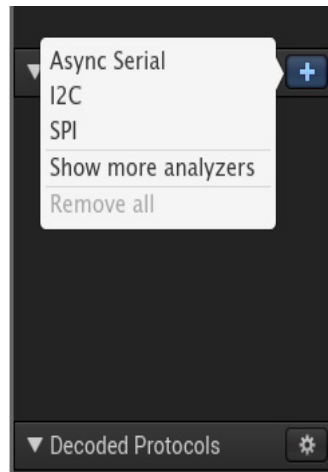 Async Serial
I2C
SPI
Show more analyzers
Remove all
Decoded Protocols